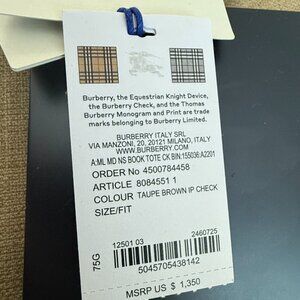 Burberry, the Equestrian Knight Device,
the Burberry Check, and the Thomas
Burberry Monogram and Print are trade
marks belonging to Burberry Limited.
BURBERRY ITALY SRL
VIA MANZONI, 20, 20121 MILANO, ITALY
WWW.BURBERRY.COM
A:ML MD NS BOOK TOTE CK BIN:155036:A2201
ORDER No 4500784458
ARTICLE 8084551 1
COLOUR TAUPE BROWN IP CHECK
SIZE/FIT
75G
12501 03 2460725
5045705438142
MSRP US $ 1,350